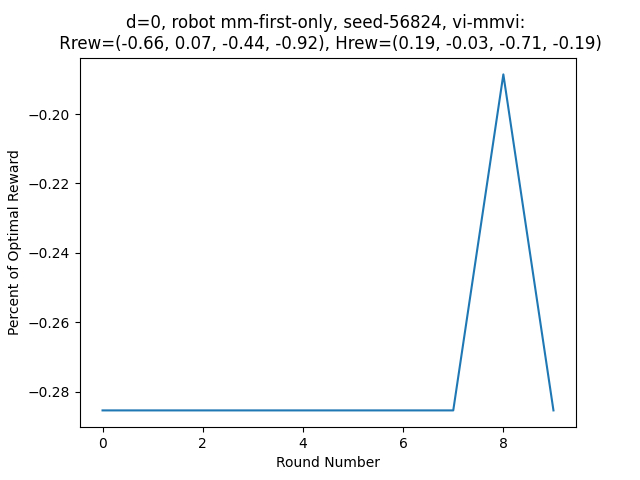 d=0, robot mm-first-only, seed-56824, vi-mmvi:
Rrew=(-0.66, 0.07, -0.44, -0.92), Hrew=(0.19, -0.03, -0.71, -0.19)
Percent of Optimal Reward
−0.20
−0.22
−0.24
−0.26
−0.28
0 2 4 6 8
Round Number